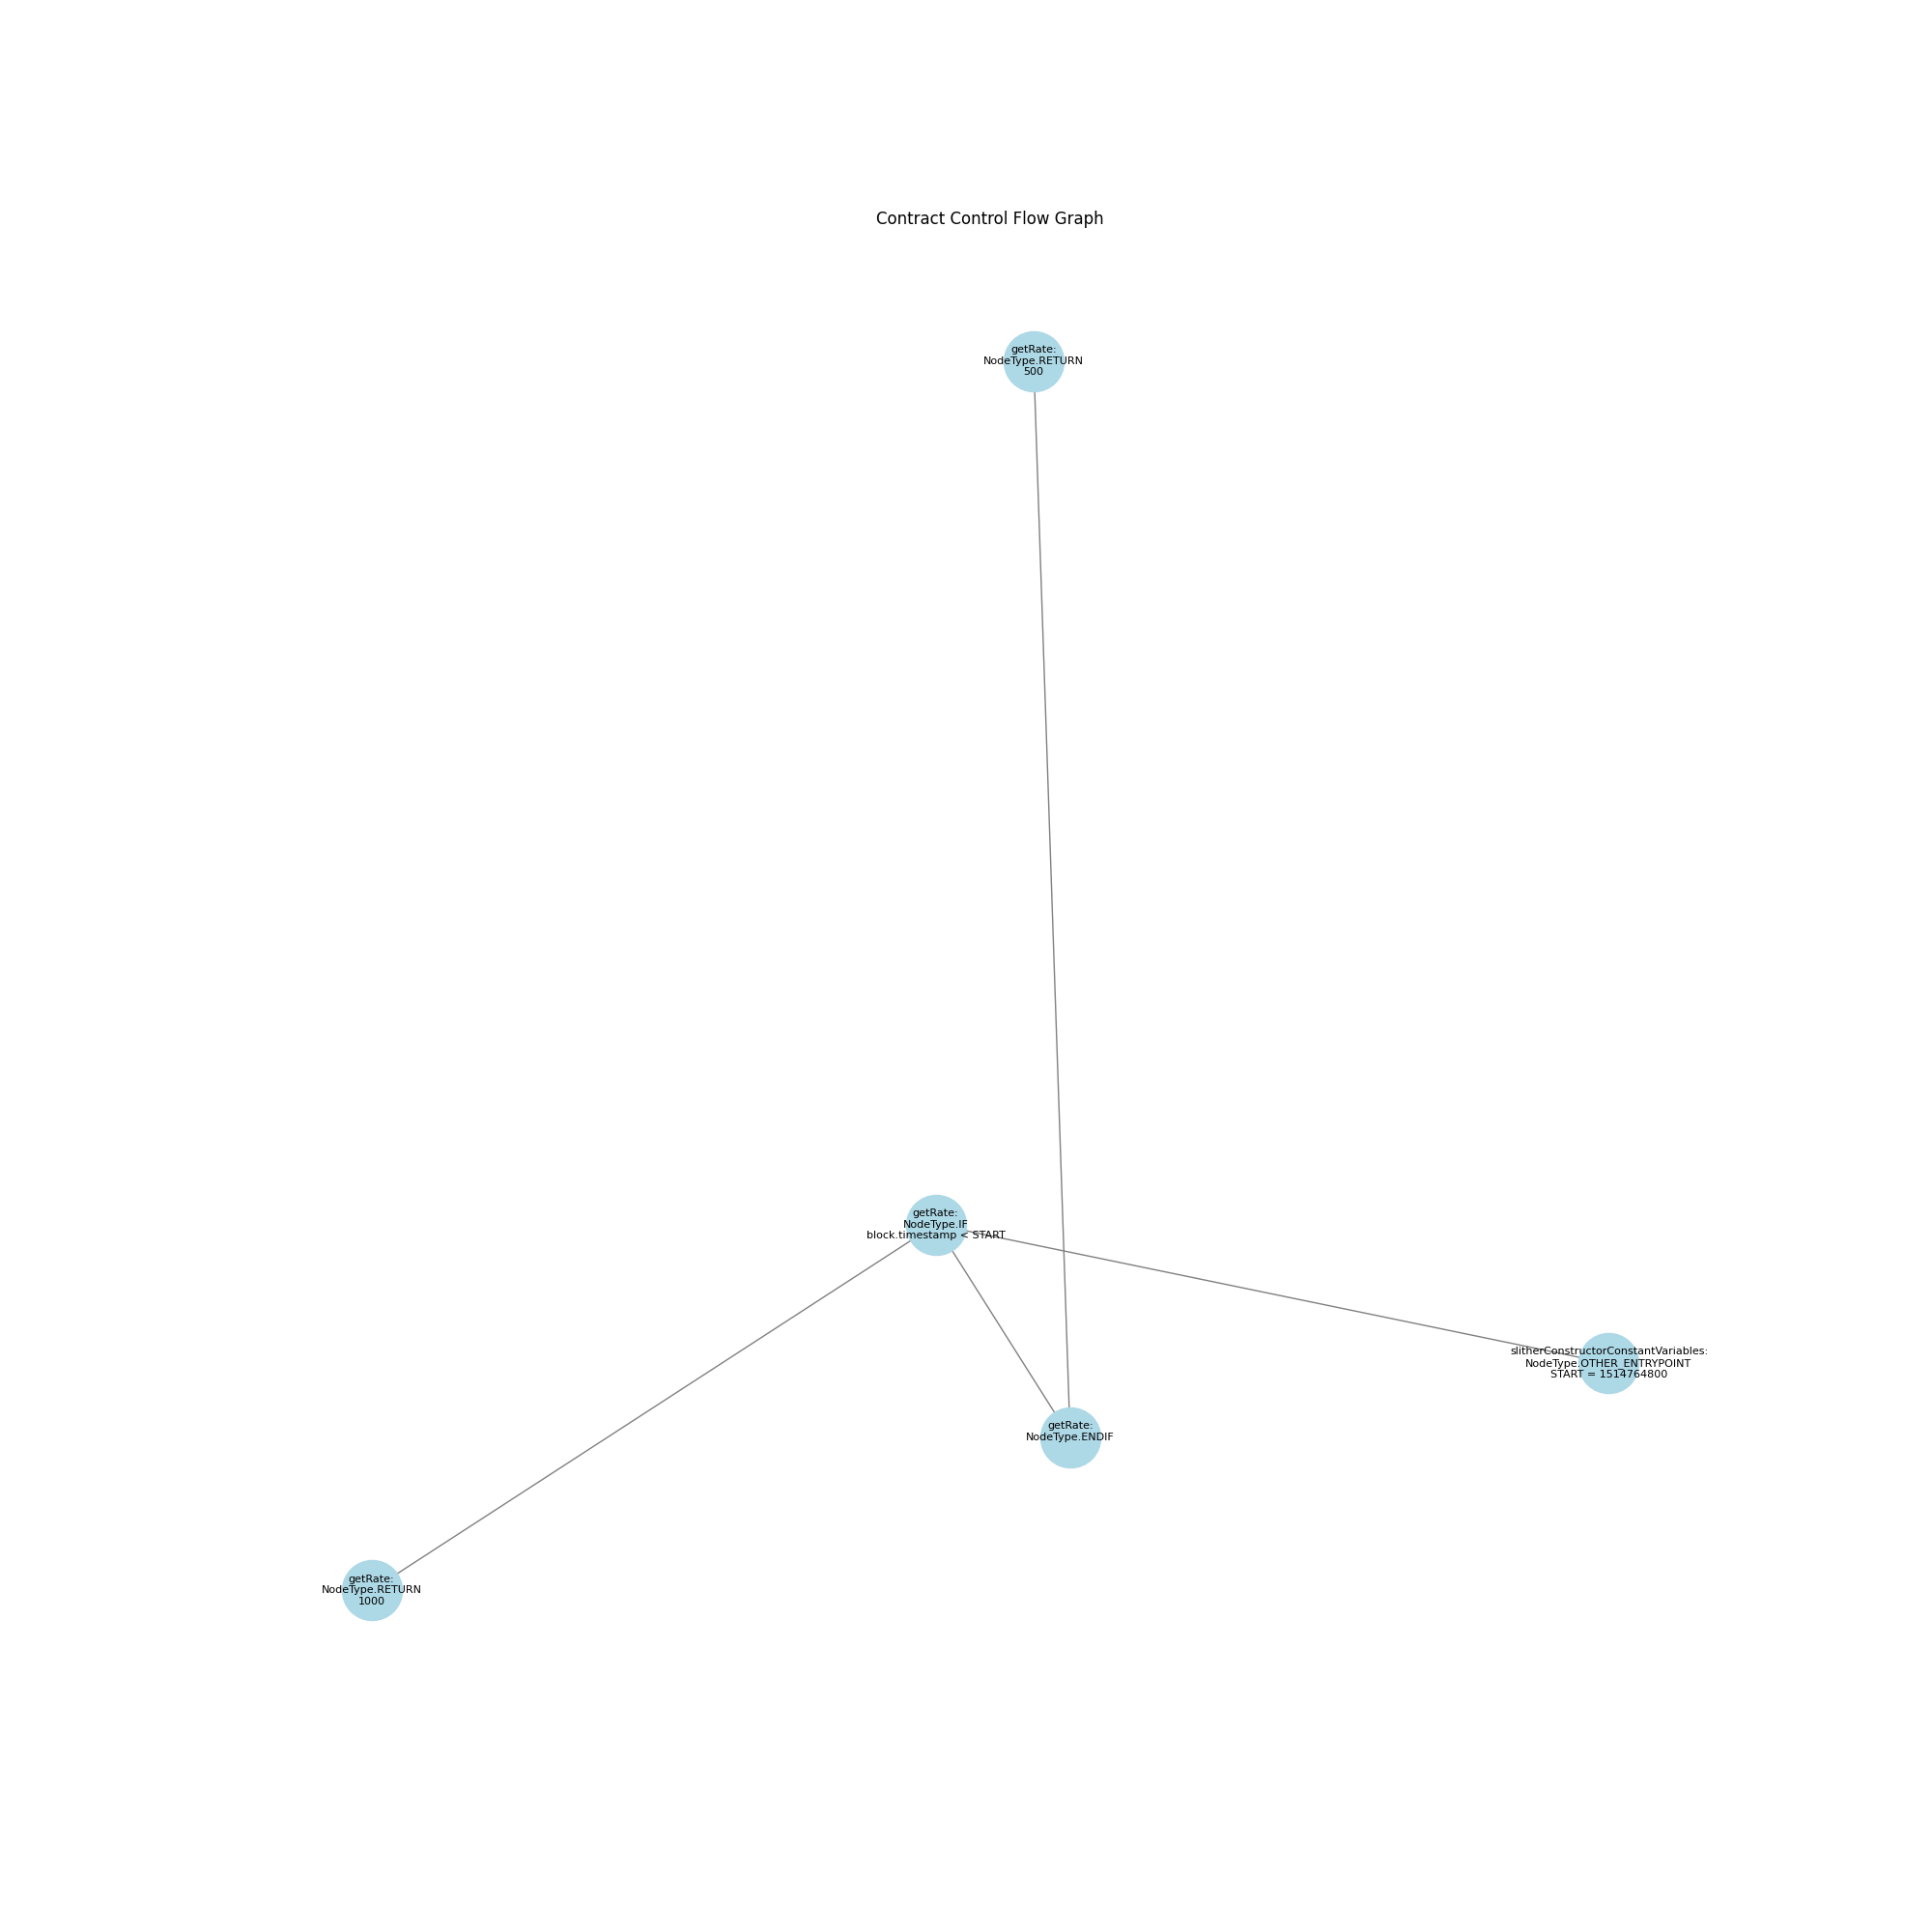 Contract Control Flow Graph
getRate:
NodeType.RETURN
500
getRate:
NodeType.IF
block.timestamp < START
slitherConstructorConstantVariables:
NodeType.OTHER_ENTRYPOINT
START = 1514764800
getRate:
NodeType.ENDIF
getRate:
NodeType.RETURN
1000